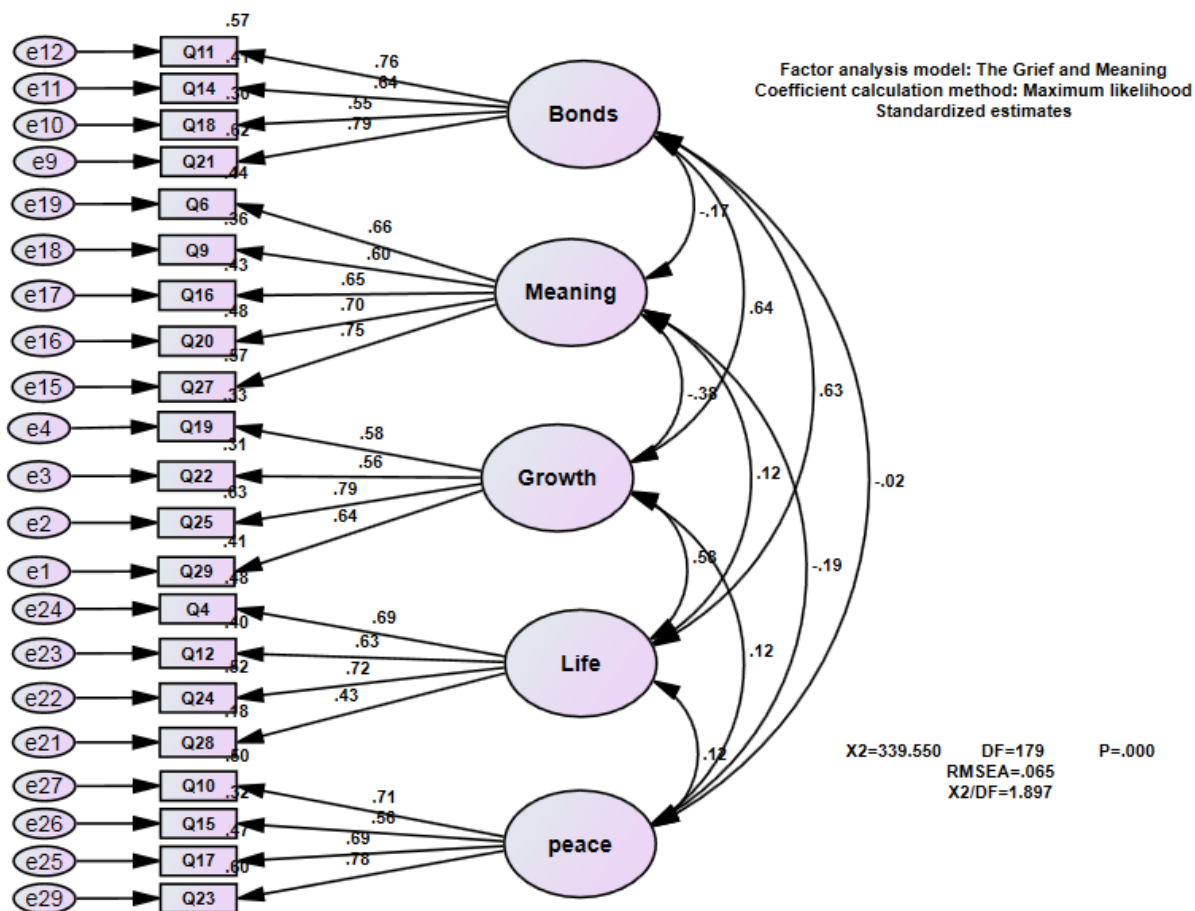 .57
e12 Q11 .76
.41
e11 Q14 .64
.30
e10 Q18 .55
.62
e9 Q21 .79
Bonds
Factor analysis model: The Grief and Meaning
Coefficient calculation method: Maximum likelihood
Standardized estimates
.44
e19 Q6 .66
.36
e18 Q9 .60
.43
e17 Q16 .65
.48
e16 Q20 .70
.57
e15 Q27 .75
Meaning
-.17
.64
.33
e4 Q19 .58
.31
e3 Q22 .56
.63
e2 Q25 .79
.41
e1 Q29 .64
Growth
-.38
.63
.12
-.02
.48
e24 Q4 .69
.40
e23 Q12 .63
.52
e22 Q24 .72
.18
e21 Q28 .43
Life
.58
-.19
.12
.50
e27 Q10 .71
.32
e26 Q15 .56
.47
e25 Q17 .69
.60
e29 Q23 .78
peace
.12
X2=339.550 DF=179 P=.000
RMSEA=.065
X2/DF=1.897